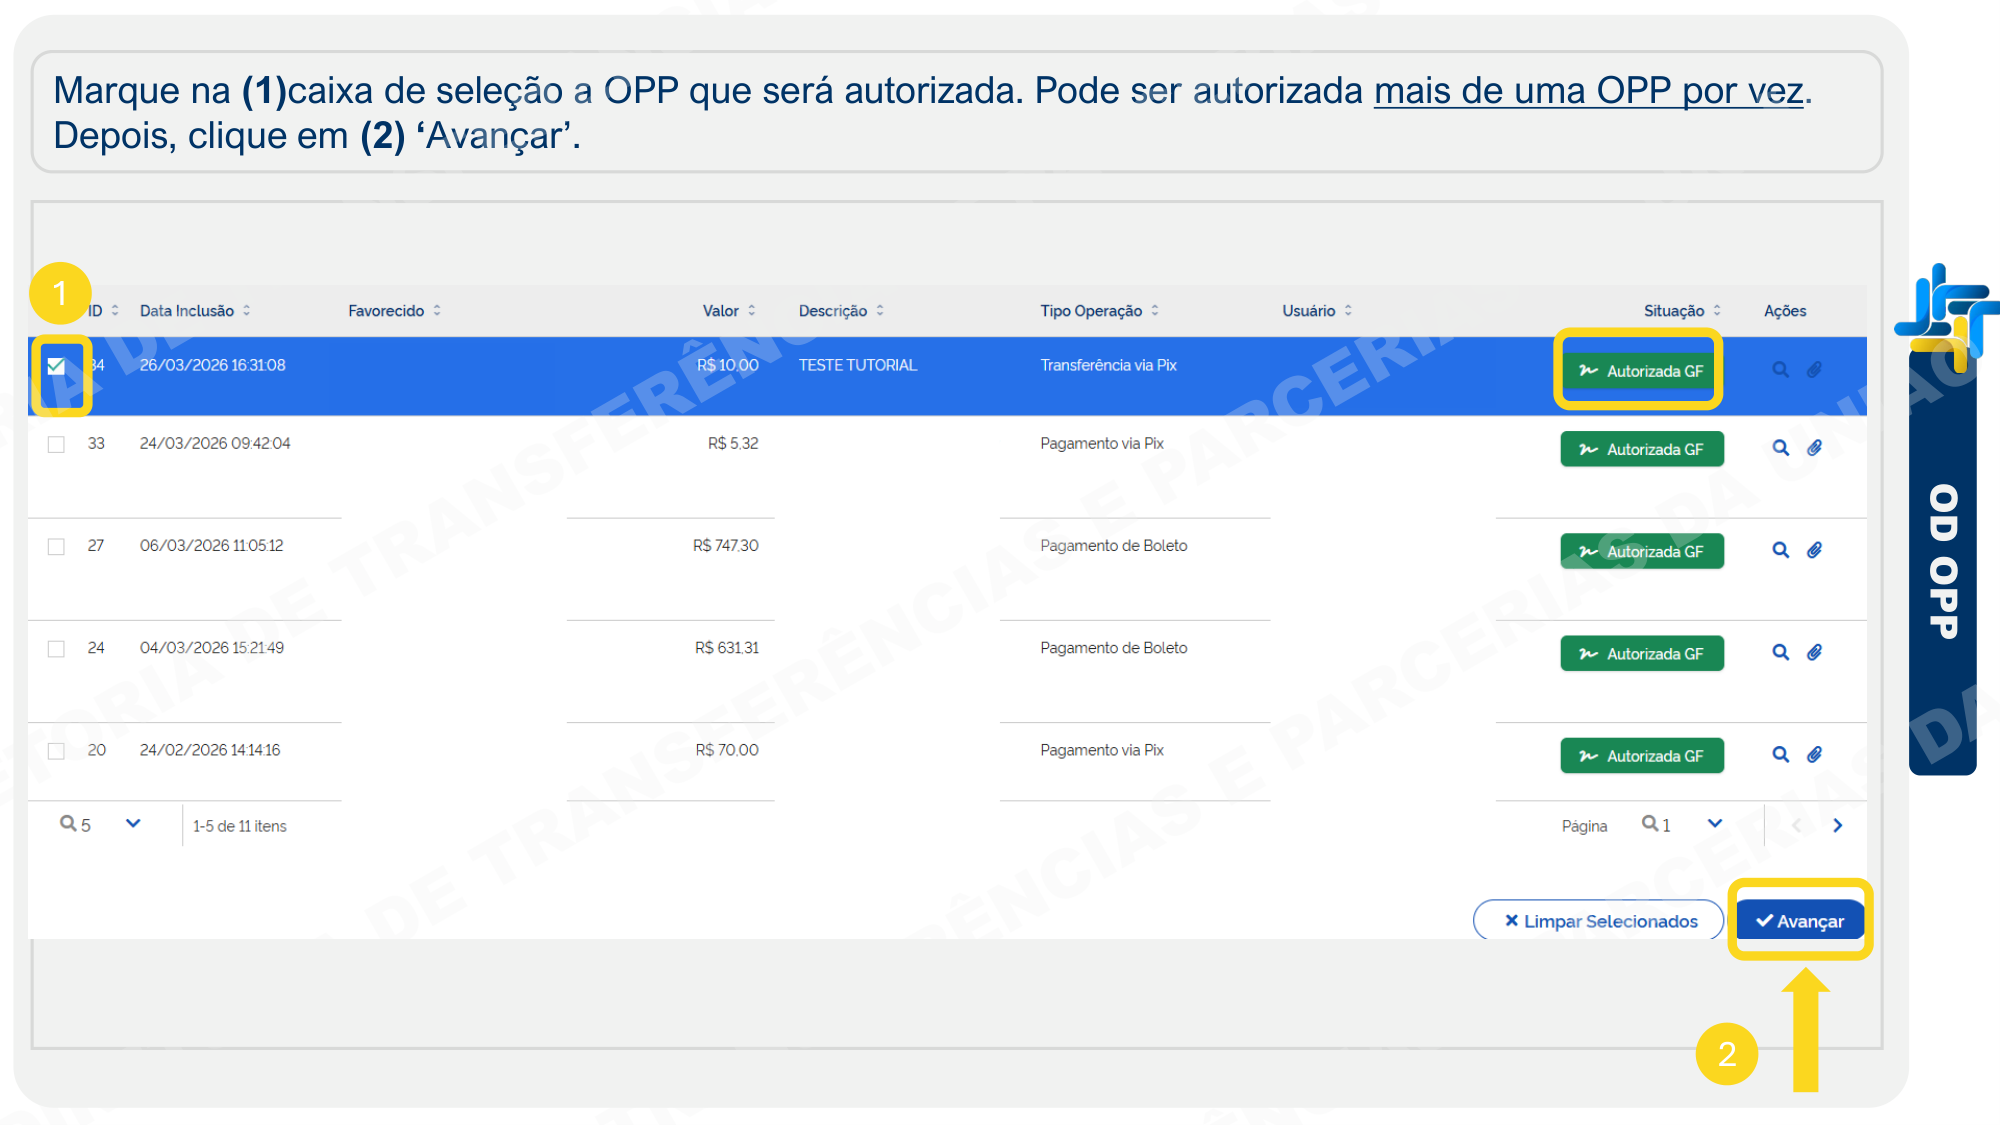 Marque na (1)caixa de seleção a OPP que será autorizada. Pode ser autorizada mais de uma OPP por vez.
Depois, clique em (2) ‘Avançar’.
1
ID Data Inclusão Favorecido Valor Descrição Tipo Operação Usuário Situação Ações
34 26/03/2026 16:31:08 R$ 10,00 TESTE TUTORIAL Transferência via Pix Autorizada GF
33 24/03/2026 09:42:04 R$ 5,32 Pagamento via Pix Autorizada GF
27 06/03/2026 11:05:12 R$ 747,30 Pagamento de Boleto Autorizada GF
24 04/03/2026 15:21:49 R$ 631,31 Pagamento de Boleto Autorizada GF
20 24/02/2026 14:14:16 R$ 70,00 Pagamento via Pix Autorizada GF
5 1-5 de 11 itens Página 1
Limpar Selecionados Avançar
2
OD OPP
DIRETORIA DE TRANSFERÊNCIAS E PARCERIAS DA UNIÃO